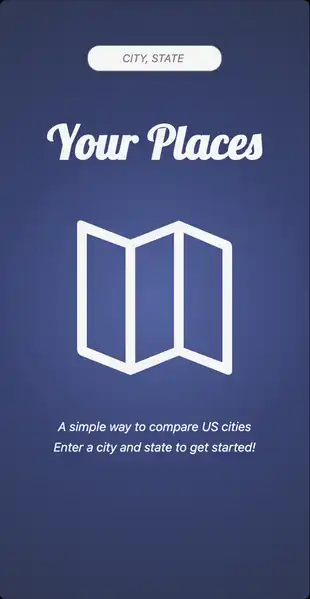 CITY, STATE
Your Places
A simple way to compare US cities
Enter a city and state to get started!